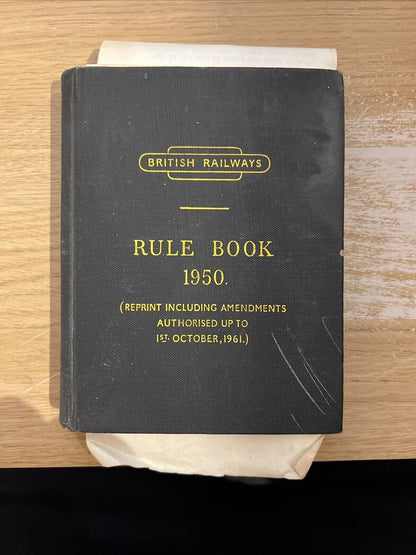 BRITISH RAILWAYS
RULE BOOK
1950.
(REPRINT INCLUDING AMENDMENTS
AUTHORISED UP TO
1ST. OCTOBER, 1961.)